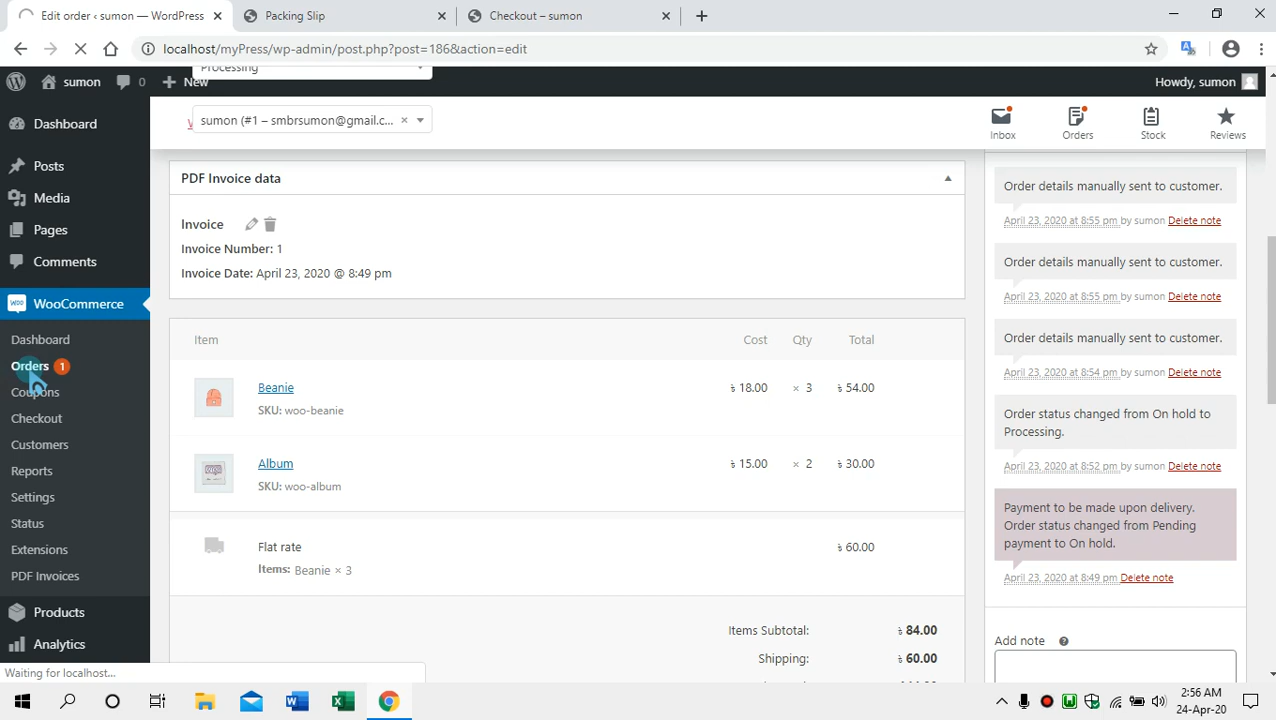 Edit order ‹ sumon — WordPress
Packing Slip
Checkout – sumon
localhost/myPress/wp-admin/post.php?post=186&action=edit
sumon
0
New
Howdy, sumon
Processing
sumon (#1 – smbrsumon@gmail.c...
×
Inbox
Orders
Stock
Reviews
Dashboard
Posts
Media
Pages
Comments
WooCommerce
Dashboard
Orders 1
Coupons
Checkout
Customers
Reports
Settings
Status
Extensions
PDF Invoices
Products
Analytics
PDF Invoice data
Invoice
Invoice Number: 1
Invoice Date: April 23, 2020 @ 8:49 pm
Item Cost Qty Total
Beanie ৳ 18.00 × 3 ৳ 54.00
SKU: woo-beanie
Album ৳ 15.00 × 2 ৳ 30.00
SKU: woo-album
Flat rate ৳ 60.00
Items: Beanie × 3
Items Subtotal: ৳ 84.00
Shipping: ৳ 60.00
Order details manually sent to customer.
April 23, 2020 at 8:55 pm by sumon Delete note
Order details manually sent to customer.
April 23, 2020 at 8:55 pm by sumon Delete note
Order details manually sent to customer.
April 23, 2020 at 8:54 pm by sumon Delete note
Order status changed from On hold to
Processing.
April 23, 2020 at 8:52 pm by sumon Delete note
Payment to be made upon delivery.
Order status changed from Pending
payment to On hold.
April 23, 2020 at 8:49 pm Delete note
Add note
Waiting for localhost...
2:56 AM
24-Apr-20